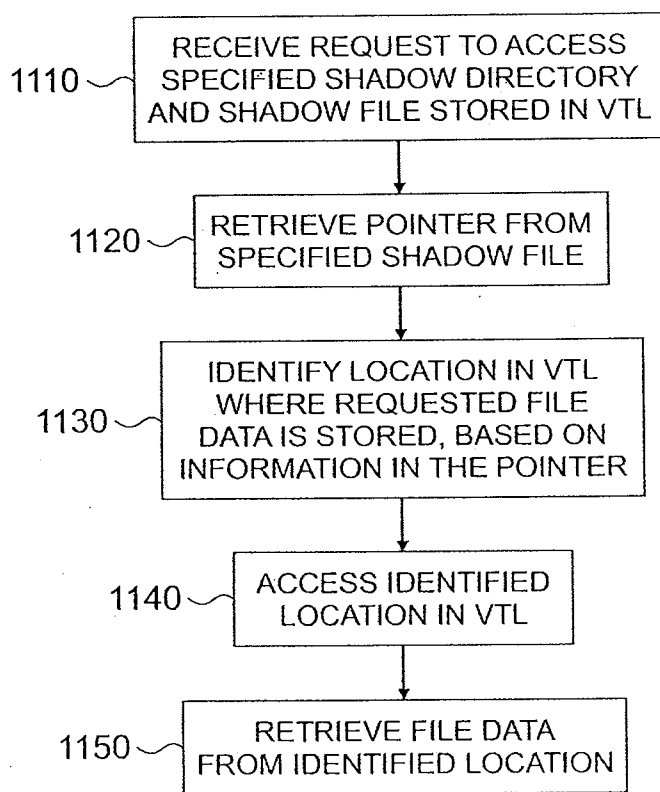 1110
RECEIVE REQUEST TO ACCESS
SPECIFIED SHADOW DIRECTORY
AND SHADOW FILE STORED IN VTL
1120
RETRIEVE POINTER FROM
SPECIFIED SHADOW FILE
1130
IDENTIFY LOCATION IN VTL
WHERE REQUESTED FILE
DATA IS STORED, BASED ON
INFORMATION IN THE POINTER
1140
ACCESS IDENTIFIED
LOCATION IN VTL
1150
RETRIEVE FILE DATA
FROM IDENTIFIED LOCATION